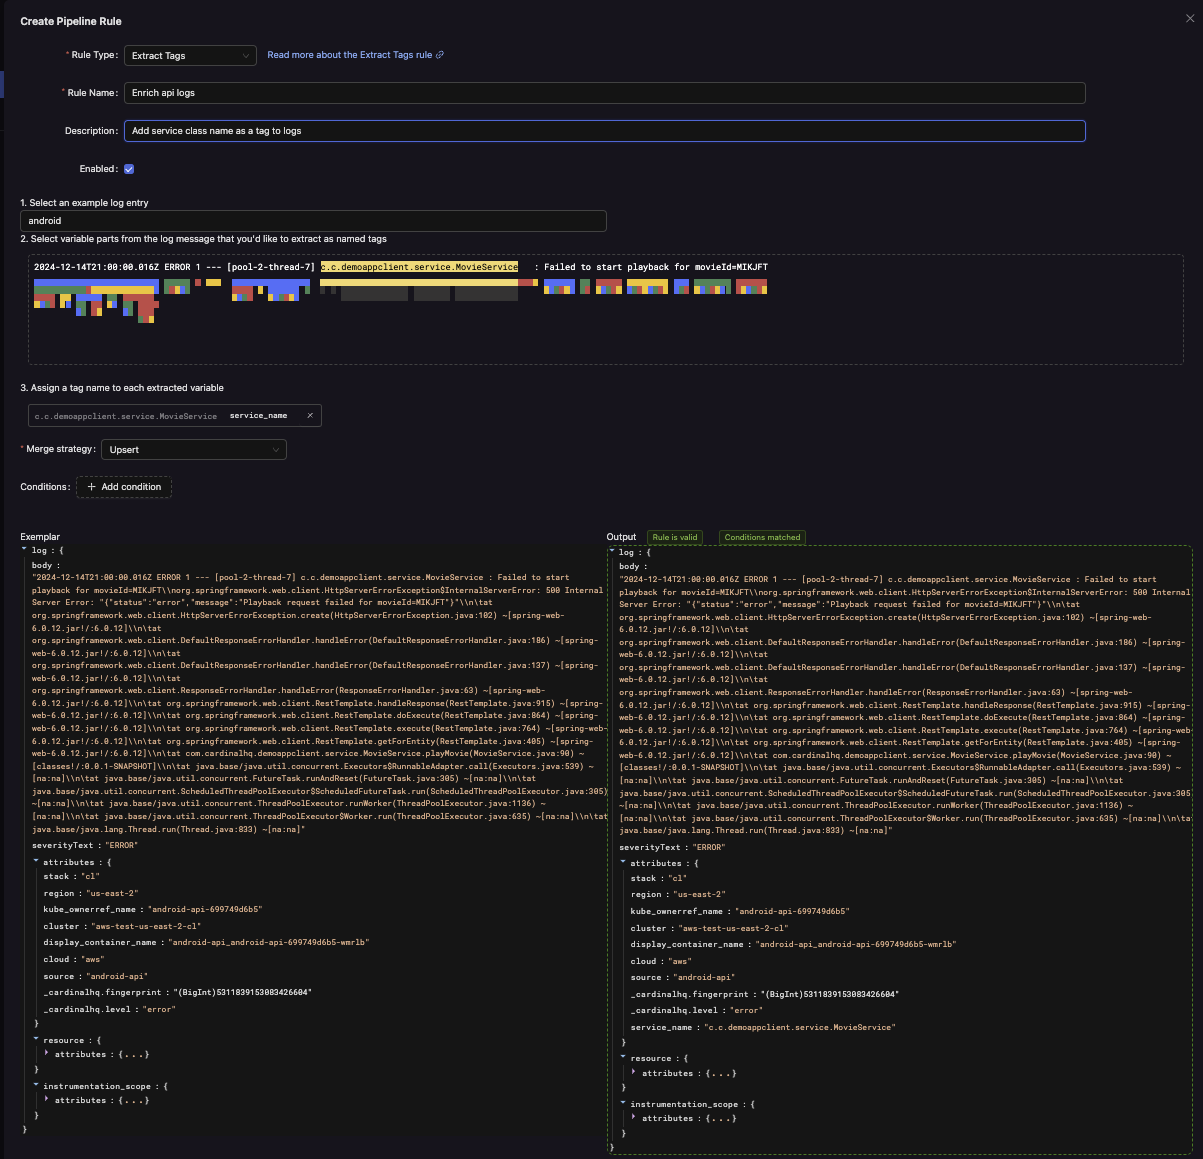 Create Pipeline Rule
* Rule Type: Extract Tags Read more about the Extract Tags rule
* Rule Name: Enrich api logs
Description: Add service class name as a tag to logs
Enabled:
1. Select an example log entry
android
2. Select variable parts from the log message that you'd like to extract as named tags
2024-12-14T21:00:00.016Z ERROR 1 --- [pool-2-thread-7] c.c.demoappclient.service.MovieService : Failed to start playback for movieId=MIKJFT
3. Assign a tag name to each extracted variable
c.c.demoappclient.service.MovieService service_name
* Merge strategy: Upsert
Conditions: + Add condition
Exemplar
log : {
body :
"2024-12-14T21:00:00.016Z ERROR 1 --- [pool-2-thread-7] c.c.demoappclient.service.MovieService : Failed to start
playback for movieId=MIKJFT\\norg.springframework.web.client.HttpServerErrorException$InternalServerError: 500 Internal
Server Error: "{"status":"error","message":"Playback request failed for movieId=MIKJFT"}"\\n\tat
org.springframework.web.client.HttpServerErrorException.create(HttpServerErrorException.java:102) ~[spring-web-
6.0.12.jar!/:6.0.12]\\n\tat
org.springframework.web.client.DefaultResponseErrorHandler.handleError(DefaultResponseErrorHandler.java:186) ~[spring-
web-6.0.12.jar!/:6.0.12]\\n\tat
org.springframework.web.client.DefaultResponseErrorHandler.handleError(DefaultResponseErrorHandler.java:137) ~[spring-
web-6.0.12.jar!/:6.0.12]\\n\tat
org.springframework.web.client.ResponseErrorHandler.handleError(ResponseErrorHandler.java:63) ~[spring-web-
6.0.12.jar!/:6.0.12]\\n\tat org.springframework.web.client.RestTemplate.handleResponse(RestTemplate.java:915) ~[spring-
web-6.0.12.jar!/:6.0.12]\\n\tat org.springframework.web.client.RestTemplate.doExecute(RestTemplate.java:864) ~[spring-
web-6.0.12.jar!/:6.0.12]\\n\tat org.springframework.web.client.RestTemplate.execute(RestTemplate.java:764) ~[spring-web-
6.0.12.jar!/:6.0.12]\\n\tat org.springframework.web.client.RestTemplate.getForEntity(RestTemplate.java:405) ~[spring-
web-6.0.12.jar!/:6.0.12]\\n\tat com.cardinalhq.demoappclient.service.MovieService.playMovie(MovieService.java:90) ~
[classes!/:0.0.1-SNAPSHOT]\\n\tat java.base/java.util.concurrent.Executors$RunnableAdapter.call(Executors.java:539) ~
[na:na]\\n\tat java.base/java.util.concurrent.FutureTask.runAndReset(FutureTask.java:305) ~[na:na]\\n\tat
java.base/java.util.concurrent.ScheduledThreadPoolExecutor$ScheduledFutureTask.run(ScheduledThreadPoolExecutor.java:305)
~[na:na]\\n\tat java.base/java.util.concurrent.ThreadPoolExecutor.runWorker(ThreadPoolExecutor.java:1136) ~
[na:na]\\n\tat java.base/java.util.concurrent.ThreadPoolExecutor$Worker.run(ThreadPoolExecutor.java:635) ~[na:na]\\n\tat
java.base/java.lang.Thread.run(Thread.java:833) ~[na:na]"
severityText : "ERROR"
attributes : {
stack : "cl"
region : "us-east-2"
kube_ownerref_name : "android-api-699749d6b5"
cluster : "aws-test-us-east-2-cl"
display_container_name : "android-api_android-api-699749d6b5-wmrlb"
cloud : "aws"
source : "android-api"
_cardinalhq.fingerprint : "(BigInt)5311839153083426604"
_cardinalhq.level : "error"
}
resource : {
attributes : {...}
}
instrumentation_scope : {
attributes : {...}
}
}
Output Rule is valid Conditions matched
log : {
body :
"2024-12-14T21:00:00.016Z ERROR 1 --- [pool-2-thread-7] c.c.demoappclient.service.MovieService : Failed to start
playback for movieId=MIKJFT\\norg.springframework.web.client.HttpServerErrorException$InternalServerError: 500 Internal
Server Error: "{"status":"error","message":"Playback request failed for movieId=MIKJFT"}"\\n\tat
org.springframework.web.client.HttpServerErrorException.create(HttpServerErrorException.java:102) ~[spring-web-
6.0.12.jar!/:6.0.12]\\n\tat
org.springframework.web.client.DefaultResponseErrorHandler.handleError(DefaultResponseErrorHandler.java:186) ~[spring-
web-6.0.12.jar!/:6.0.12]\\n\tat
org.springframework.web.client.DefaultResponseErrorHandler.handleError(DefaultResponseErrorHandler.java:137) ~[spring-
web-6.0.12.jar!/:6.0.12]\\n\tat
org.springframework.web.client.ResponseErrorHandler.handleError(ResponseErrorHandler.java:63) ~[spring-web-
6.0.12.jar!/:6.0.12]\\n\tat org.springframework.web.client.RestTemplate.handleResponse(RestTemplate.java:915) ~[spring-
web-6.0.12.jar!/:6.0.12]\\n\tat org.springframework.web.client.RestTemplate.doExecute(RestTemplate.java:864) ~[spring-
web-6.0.12.jar!/:6.0.12]\\n\tat org.springframework.web.client.RestTemplate.execute(RestTemplate.java:764) ~[spring-web-
6.0.12.jar!/:6.0.12]\\n\tat org.springframework.web.client.RestTemplate.getForEntity(RestTemplate.java:405) ~[spring-
web-6.0.12.jar!/:6.0.12]\\n\tat com.cardinalhq.demoappclient.service.MovieService.playMovie(MovieService.java:90) ~
[classes!/:0.0.1-SNAPSHOT]\\n\tat java.base/java.util.concurrent.Executors$RunnableAdapter.call(Executors.java:539) ~
[na:na]\\n\tat java.base/java.util.concurrent.FutureTask.runAndReset(FutureTask.java:305) ~[na:na]\\n\tat
java.base/java.util.concurrent.ScheduledThreadPoolExecutor$ScheduledFutureTask.run(ScheduledThreadPoolExecutor.java:305
~[na:na]\\n\tat java.base/java.util.concurrent.ThreadPoolExecutor.runWorker(ThreadPoolExecutor.java:1136) ~
[na:na]\\n\tat java.base/java.util.concurrent.ThreadPoolExecutor$Worker.run(ThreadPoolExecutor.java:635) ~[na:na]\\n\tat
java.base/java.lang.Thread.run(Thread.java:833) ~[na:na]"
severityText : "ERROR"
attributes : {
stack : "cl"
region : "us-east-2"
kube_ownerref_name : "android-api-699749d6b5"
cluster : "aws-test-us-east-2-cl"
display_container_name : "android-api_android-api-699749d6b5-wmrlb"
cloud : "aws"
source : "android-api"
_cardinalhq.fingerprint : "(BigInt)5311839153083426604"
_cardinalhq.level : "error"
service_name : "c.c.demoappclient.service.MovieService"
}
resource : {
attributes : {...}
}
instrumentation_scope : {
attributes : {...}
}
}